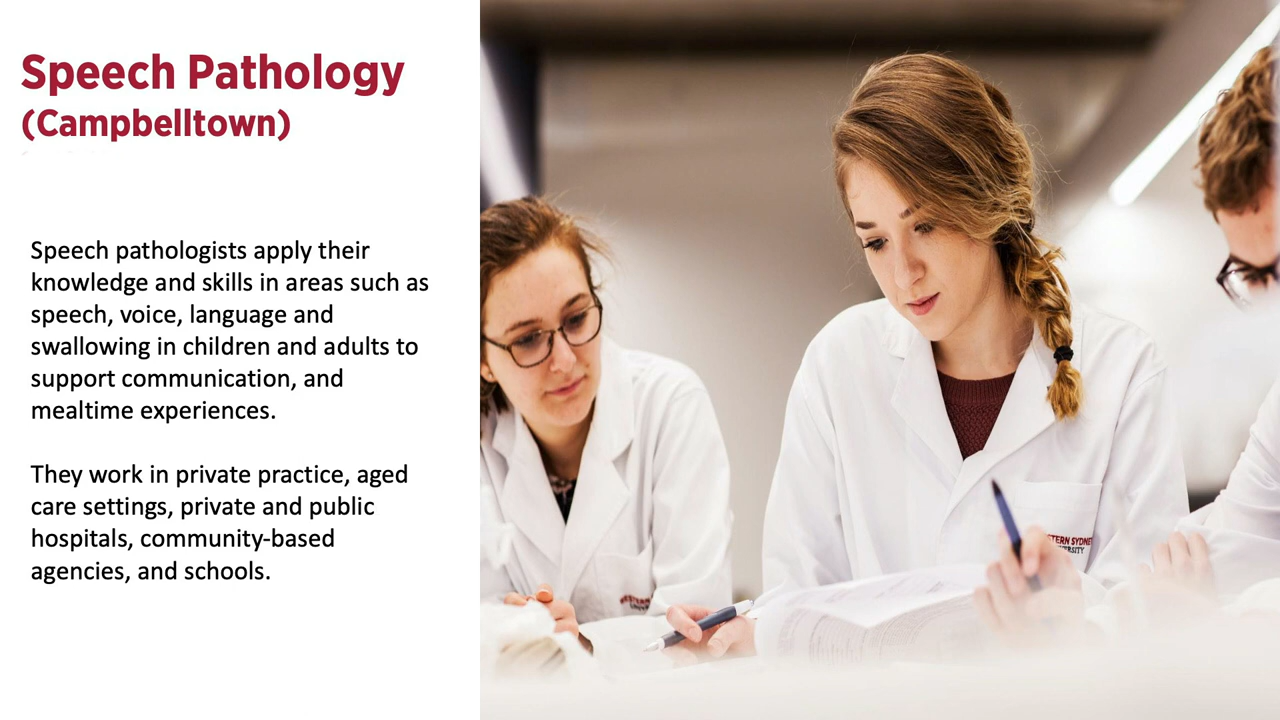 Speech Pathology
(Campbelltown)
Speech pathologists apply their
knowledge and skills in areas such as
speech, voice, language and
swallowing in children and adults to
support communication, and
mealtime experiences.
They work in private practice, aged
care settings, private and public
hospitals, community-based
agencies, and schools.